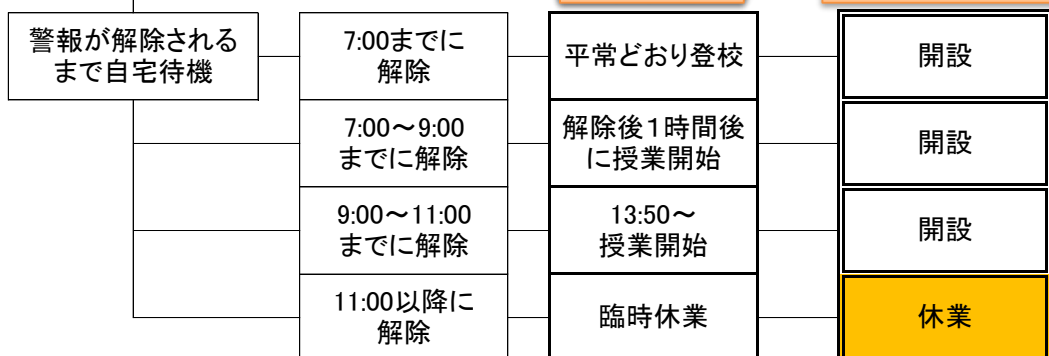 警報が解除される
まで自宅待機
7:00までに
解除
平常どおり登校
開設
7:00～9:00
までに解除
解除後１時間後
に授業開始
開設
9:00～11:00
までに解除
13:50～
授業開始
開設
11:00以降に
解除
臨時休業
休業